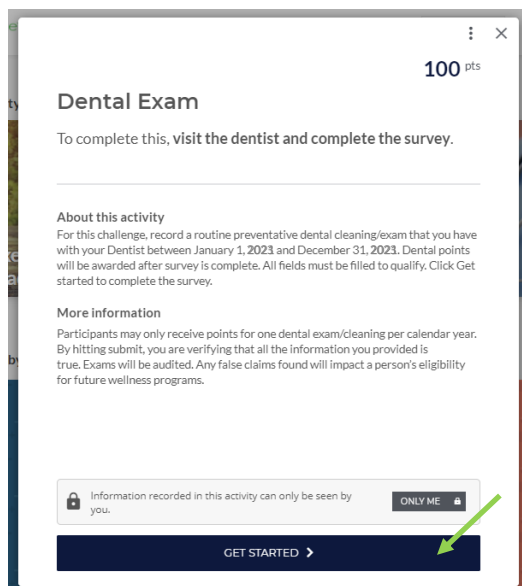 100 pts
Dental Exam
To complete this, visit the dentist and complete the survey.
About this activity
For this challenge, record a routine preventative dental cleaning/exam that you have
with your Dentist between January 1, 2023 and December 31, 2023. Dental points
will be awarded after survey is complete. All fields must be filled to qualify. Click Get
started to complete the survey.
More information
Participants may only receive points for one dental exam/cleaning per calendar year.
By hitting submit, you are verifying that all the information you provided is
true. Exams will be audited. Any false claims found will impact a person's eligibility
for future wellness programs.
Information recorded in this activity can only be seen by
you.
ONLY ME
GET STARTED